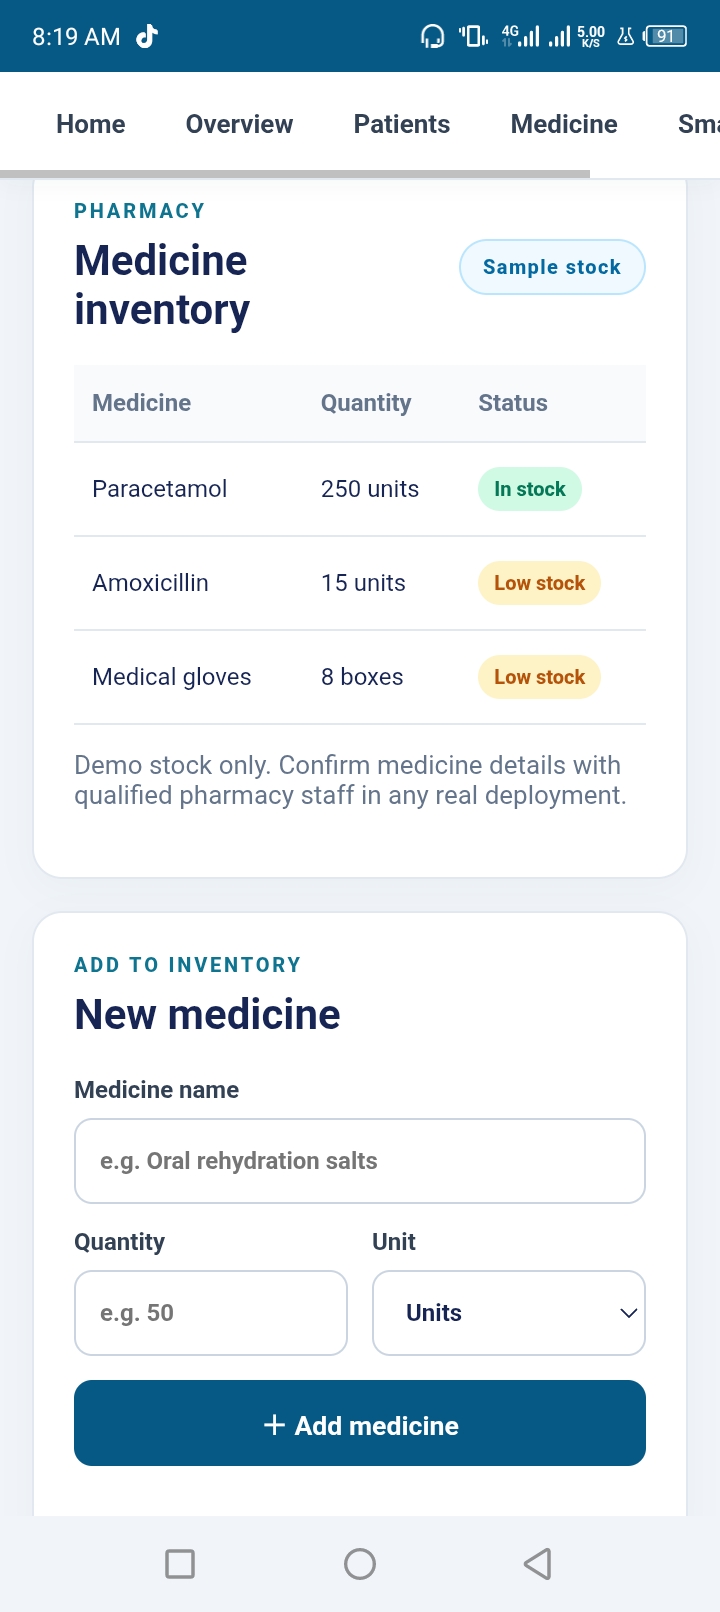 8:19 AM 4G 5.00 K/S 91
Home Overview Patients Medicine Sma
PHARMACY
Medicine
inventory
Sample stock
Medicine Quantity Status
Paracetamol 250 units In stock
Amoxicillin 15 units Low stock
Medical gloves 8 boxes Low stock
Demo stock only. Confirm medicine details with
qualified pharmacy staff in any real deployment.
ADD TO INVENTORY
New medicine
Medicine name
e.g. Oral rehydration salts
Quantity Unit
e.g. 50 Units
+ Add medicine